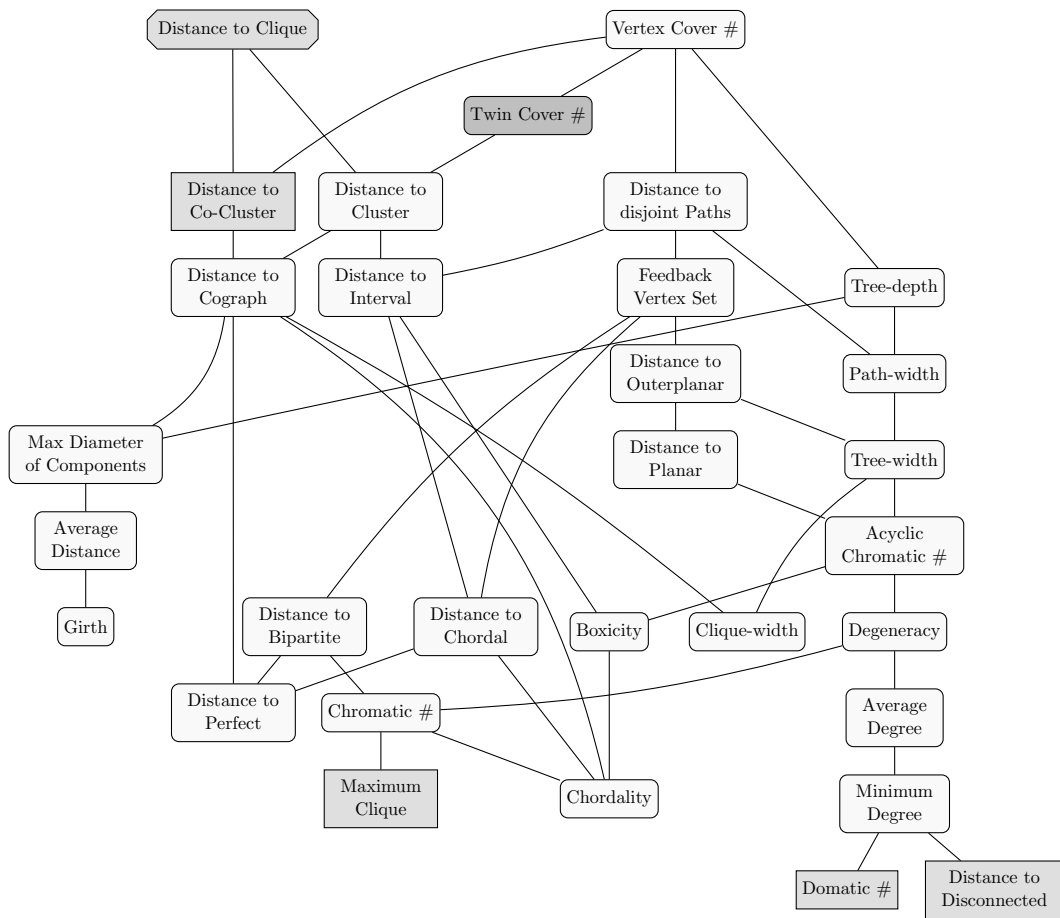 Distance to Clique
Vertex Cover #
Twin Cover #
Distance to
Co-Cluster
Distance to
Cluster
Distance to
disjoint Paths
Distance to
Cograph
Distance to
Interval
Feedback
Vertex Set
Tree-depth
Distance to
Outerplanar
Path-width
Max Diameter
of Components
Distance to
Planar
Tree-width
Average
Distance
Acyclic
Chromatic #
Girth
Distance to
Bipartite
Distance to
Chordal
Boxicity
Clique-width
Degeneracy
Distance to
Perfect
Chromatic #
Average
Degree
Maximum
Clique
Chordality
Minimum
Degree
Domatic #
Distance to
Disconnected